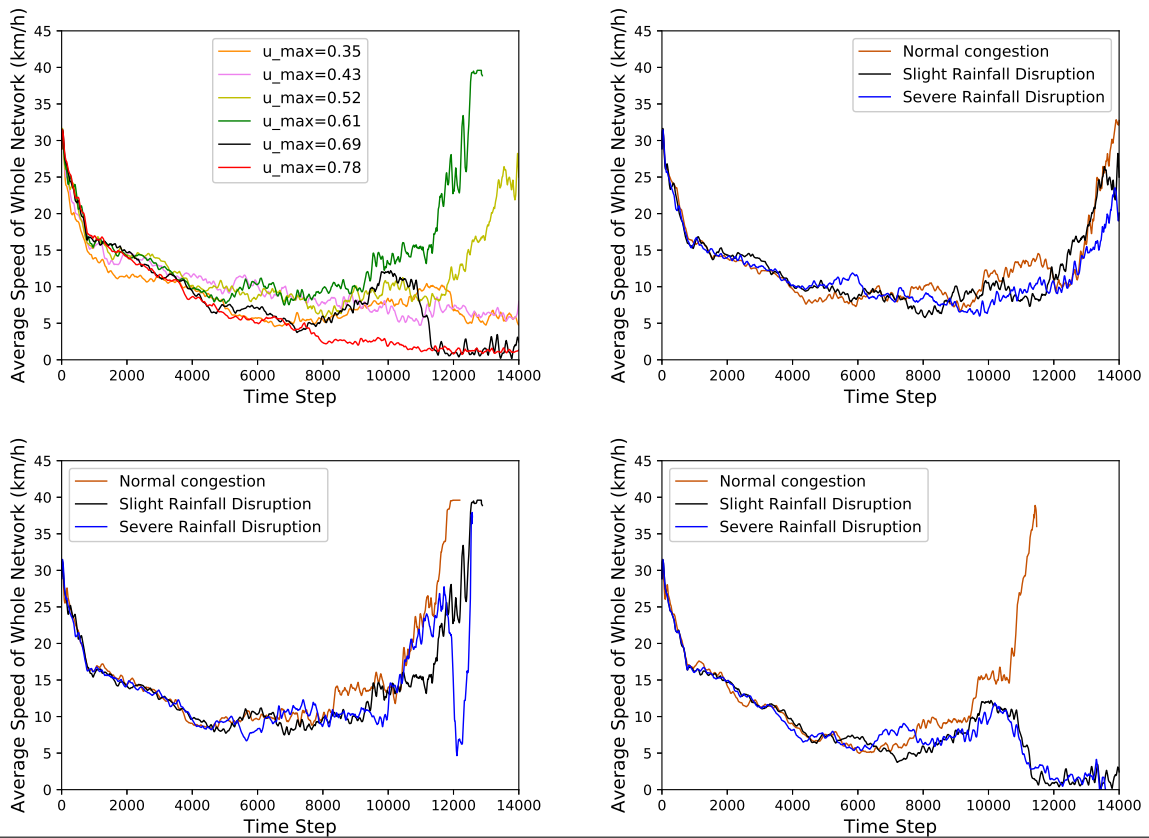 Average Speed of Whole Network (km/h)
45
40
35
30
25
20
15
10
5
0
u_max=0.35
u_max=0.43
u_max=0.52
u_max=0.61
u_max=0.69
u_max=0.78
0 2000 4000 6000 8000 10000 12000 14000
Time Step
Average Speed of Whole Network (km/h)
45
40
35
30
25
20
15
10
5
0
Normal congestion
Slight Rainfall Disruption
Severe Rainfall Disruption
0 2000 4000 6000 8000 10000 12000 14000
Time Step
Average Speed of Whole Network (km/h)
45
40
35
30
25
20
15
10
5
0
Normal congestion
Slight Rainfall Disruption
Severe Rainfall Disruption
0 2000 4000 6000 8000 10000 12000 14000
Time Step
Average Speed of Whole Network (km/h)
45
40
35
30
25
20
15
10
5
0
Normal congestion
Slight Rainfall Disruption
Severe Rainfall Disruption
0 2000 4000 6000 8000 10000 12000 14000
Time Step